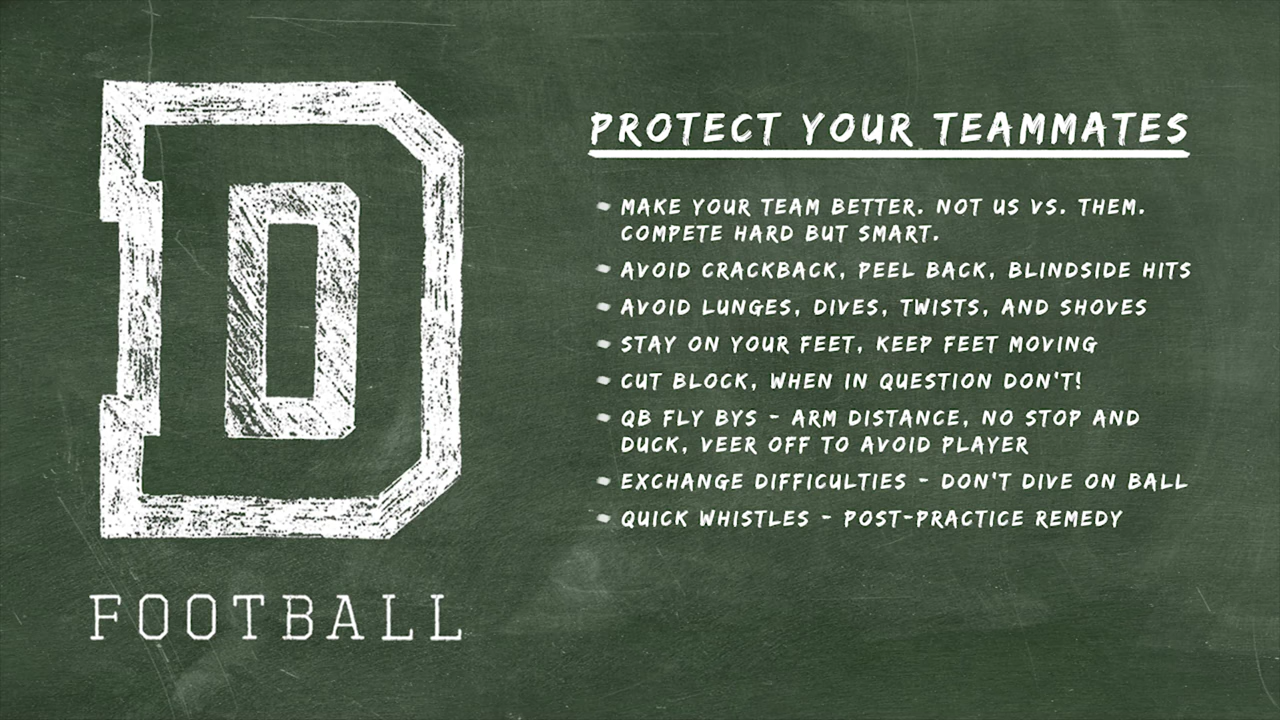 D
FOOTBALL
PROTECT YOUR TEAMMATES
- MAKE YOUR TEAM BETTER. NOT US VS. THEM.
COMPETE HARD BUT SMART.
- AVOID CRACKBACK, PEEL BACK, BLINDSIDE HITS
- AVOID LUNGES, DIVES, TWISTS, AND SHOVES
- STAY ON YOUR FEET, KEEP FEET MOVING
- CUT BLOCK, WHEN IN QUESTION DON'T!
- QB FLY BYS - ARM DISTANCE, NO STOP AND
DUCK, VEER OFF TO AVOID PLAYER
- EXCHANGE DIFFICULTIES - DON'T DIVE ON BALL
- QUICK WHISTLES - POST-PRACTICE REMEDY